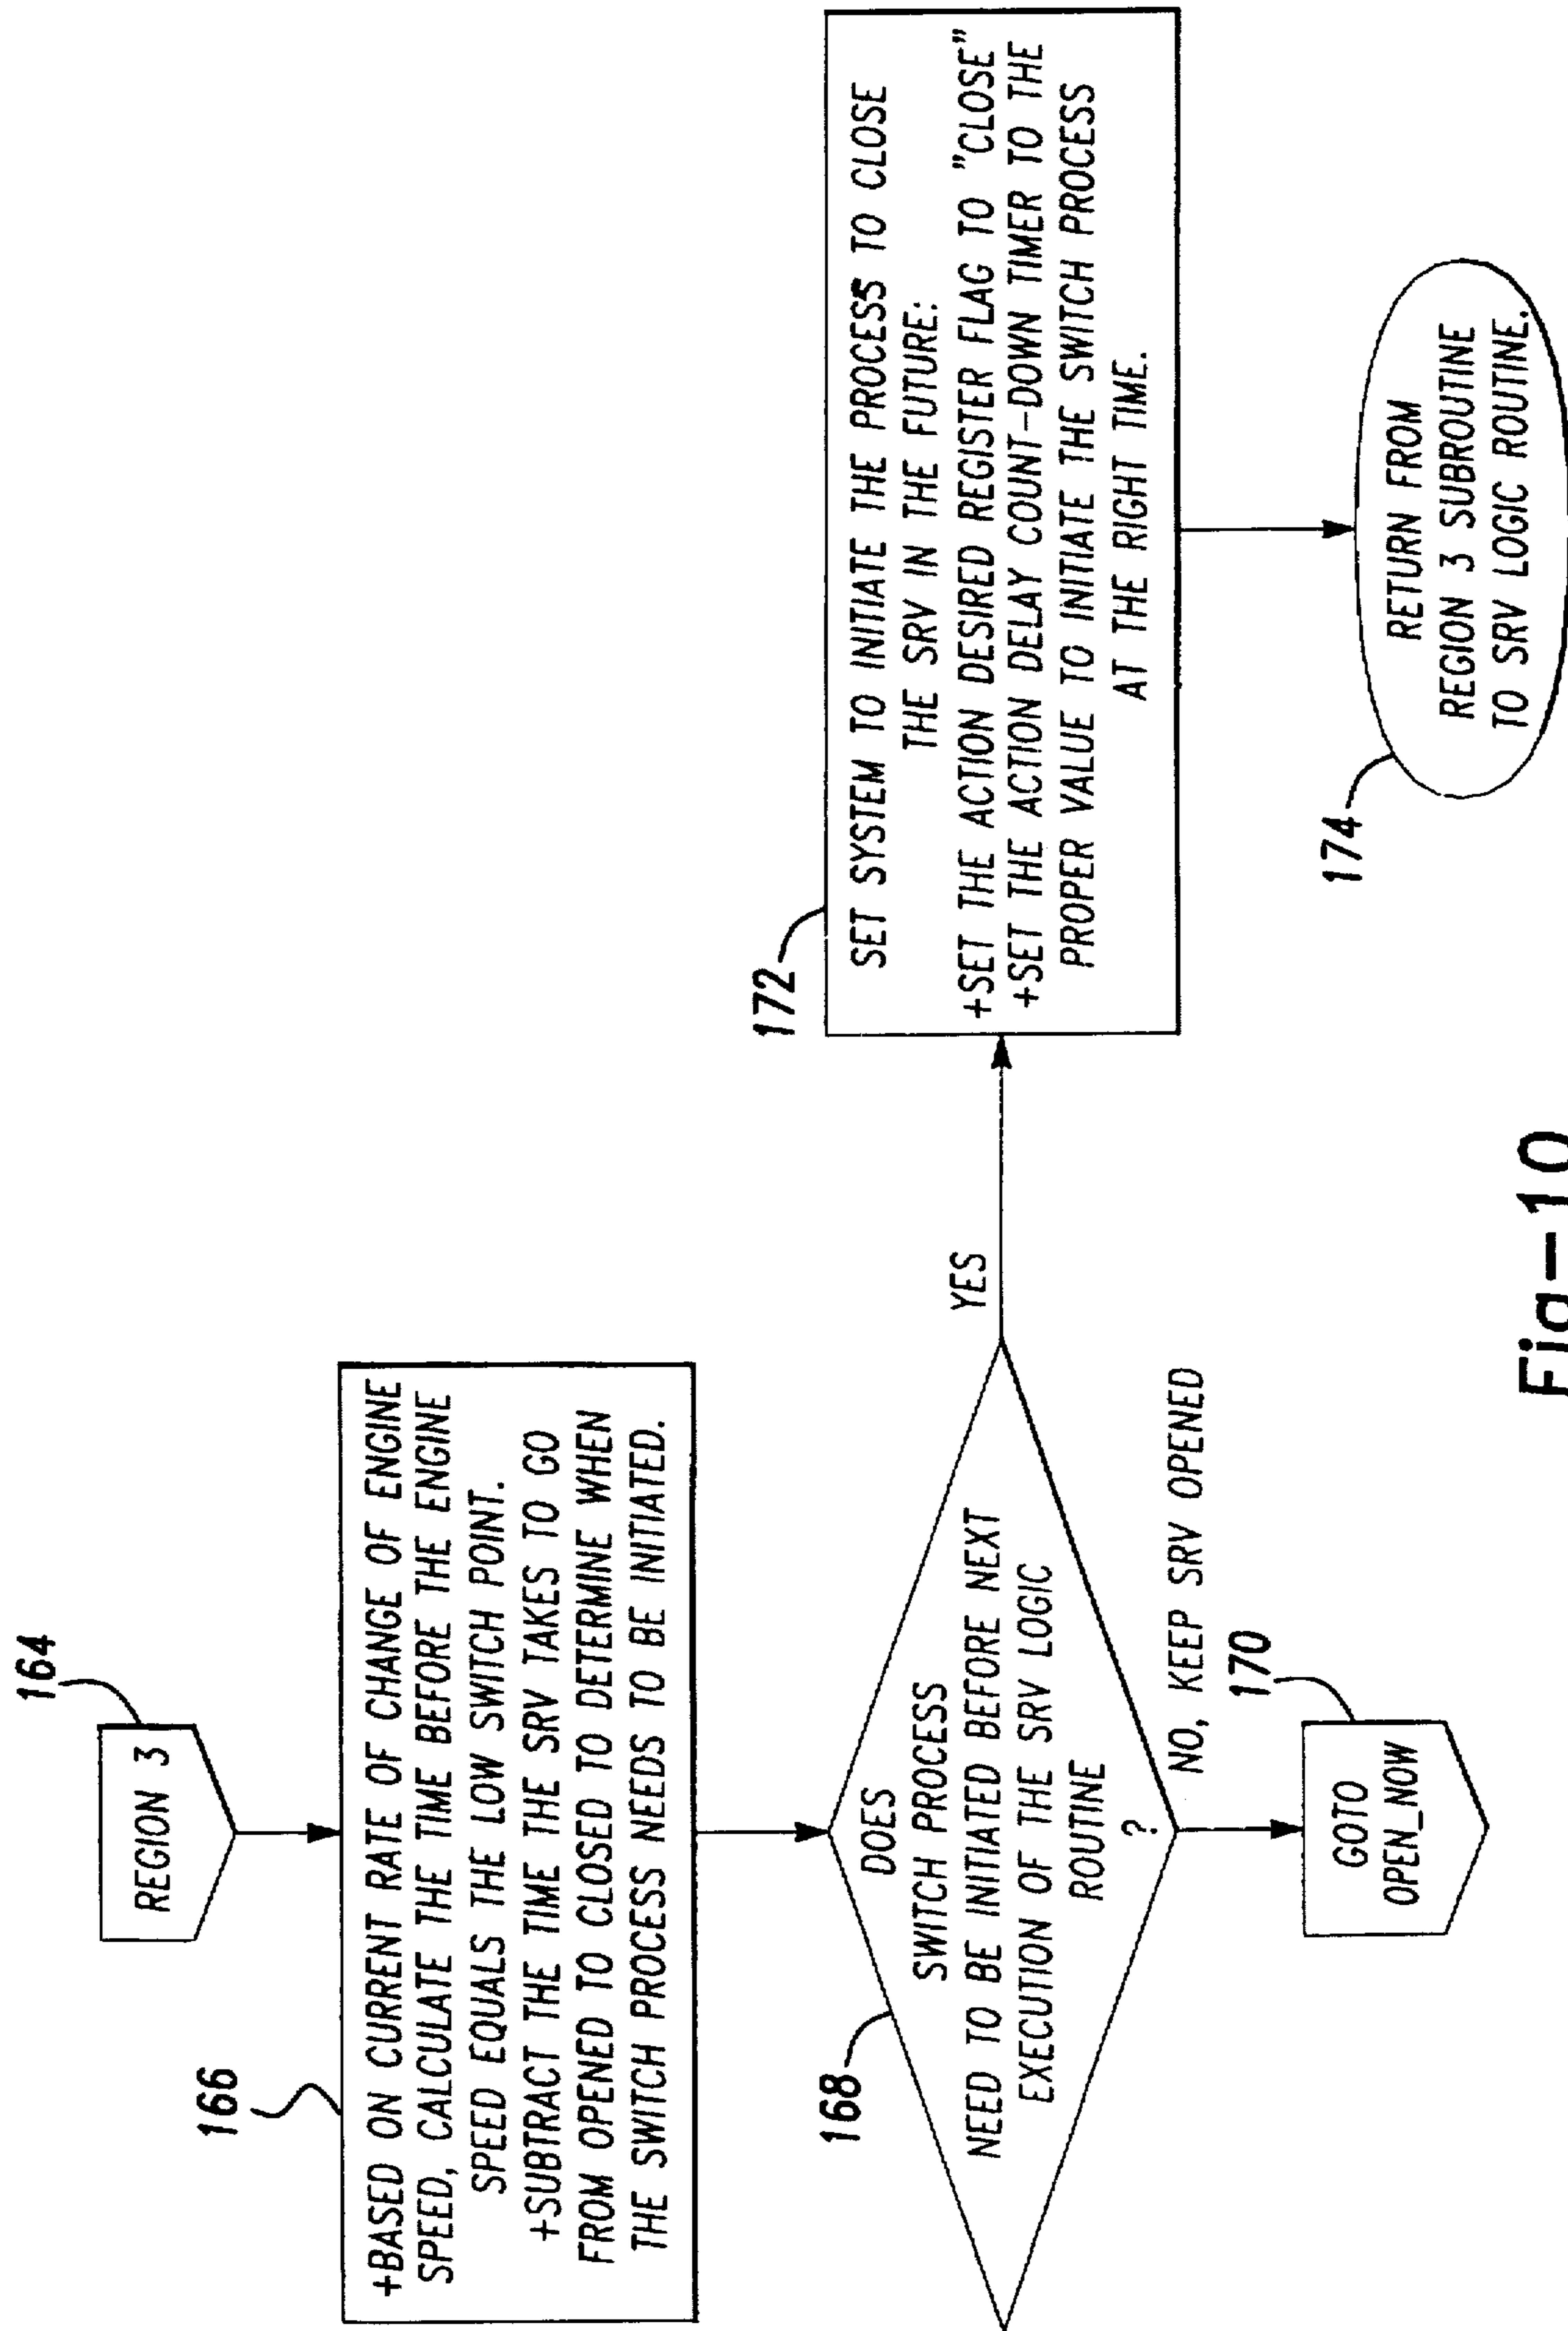 164
REGION 3
166
+BASED ON CURRENT RATE OF CHANGE OF ENGINE
SPEED, CALCULATE THE TIME BEFORE THE ENGINE
SPEED EQUALS THE LOW SWITCH POINT.
+SUBTRACT THE TIME THE SRV TAKES TO GO
FROM OPENED TO CLOSED TO DETERMINE WHEN
THE SWITCH PROCESS NEEDS TO BE INITIATED.
168
DOES
SWITCH PROCESS
NEED TO BE INITIATED BEFORE NEXT
EXECUTION OF THE SRV LOGIC
ROUTINE
?
NO, KEEP SRV OPENED
170
GOTO
OPEN_NOW
YES
172
SET SYSTEM TO INITIATE THE PROCESS TO CLOSE
THE SRV IN THE FUTURE:
+SET THE ACTION DESIRED REGISTER FLAG TO "CLOSE"
+SET THE ACTION DELAY COUNT-DOWN TIMER TO THE
PROPER VALUE TO INITIATE THE SWITCH PROCESS
AT THE RIGHT TIME.
174
RETURN FROM
REGION 3 SUBROUTINE
TO SRV LOGIC ROUTINE.
Fig-10